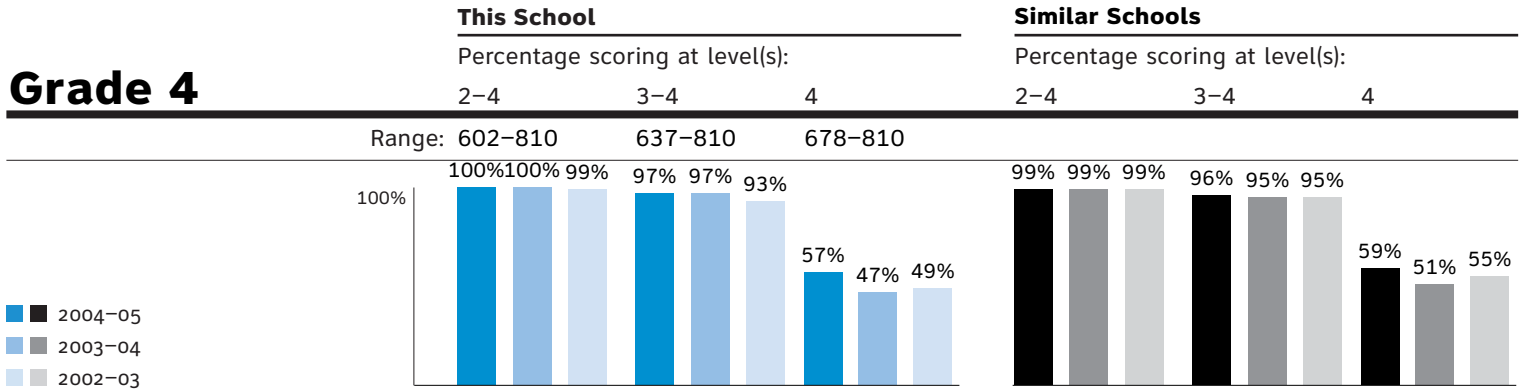 This School Similar Schools
Percentage scoring at level(s): Percentage scoring at level(s):
Grade 4 2–4 3–4 4 2–4 3–4 4
Range: 602–810 637–810 678–810
100% 100% 99% 97% 97% 93% 57% 47% 49% 99% 99% 99% 96% 95% 95% 59% 51% 55%
100%
2004–05
2003–04
2002–03